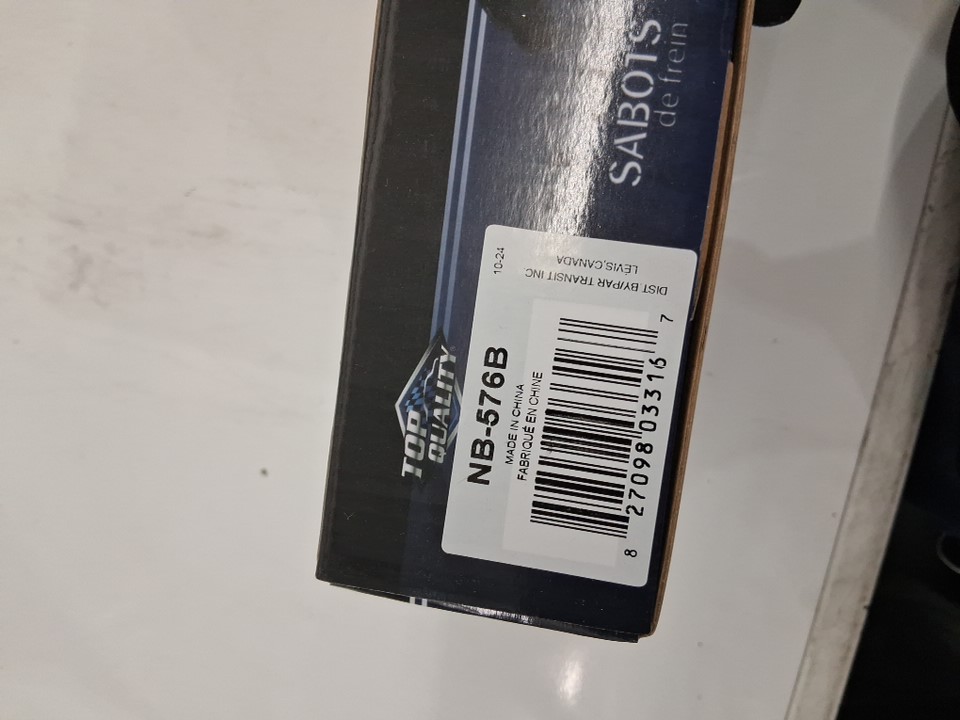 SABOTS
de frein
TOP
QUALITY
10-24
NB-576B
MADE IN CHINA
FABRIQUÉ EN CHINE
DIST. BY/PAR TRANSIT INC
LÉVIS,CANADA
8 27098 03316 7